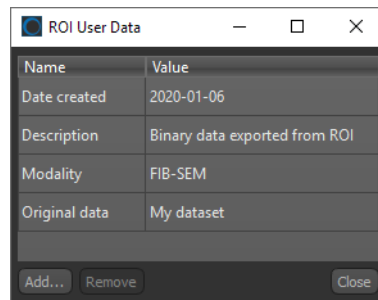 ROI User Data
Name Value
Date created 2020-01-06
Description Binary data exported from ROI
Modality FIB-SEM
Original data My dataset
Add... Remove Close